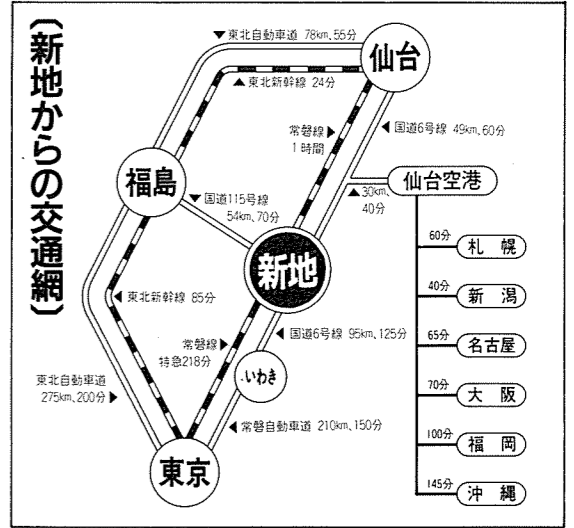 〔新地からの交通網〕
▼東北自動車道 78km、55分
仙台
▲東北新幹線 24分
常磐線▶
1時間
◀国道6号線 49km、60分
福島
◀国道115号線
54km、70分
▲30km、
40分
仙台空港
新地
60分
札幌
40分
新潟
65分
名古屋
70分
大阪
100分
福岡
145分
沖縄
◀東北新幹線 85分
常磐線▶
特急218分
◀国道6号線 95km、125分
いわき
東北自動車道
275km、200分▶
◀常磐自動車道 210km、150分
東京